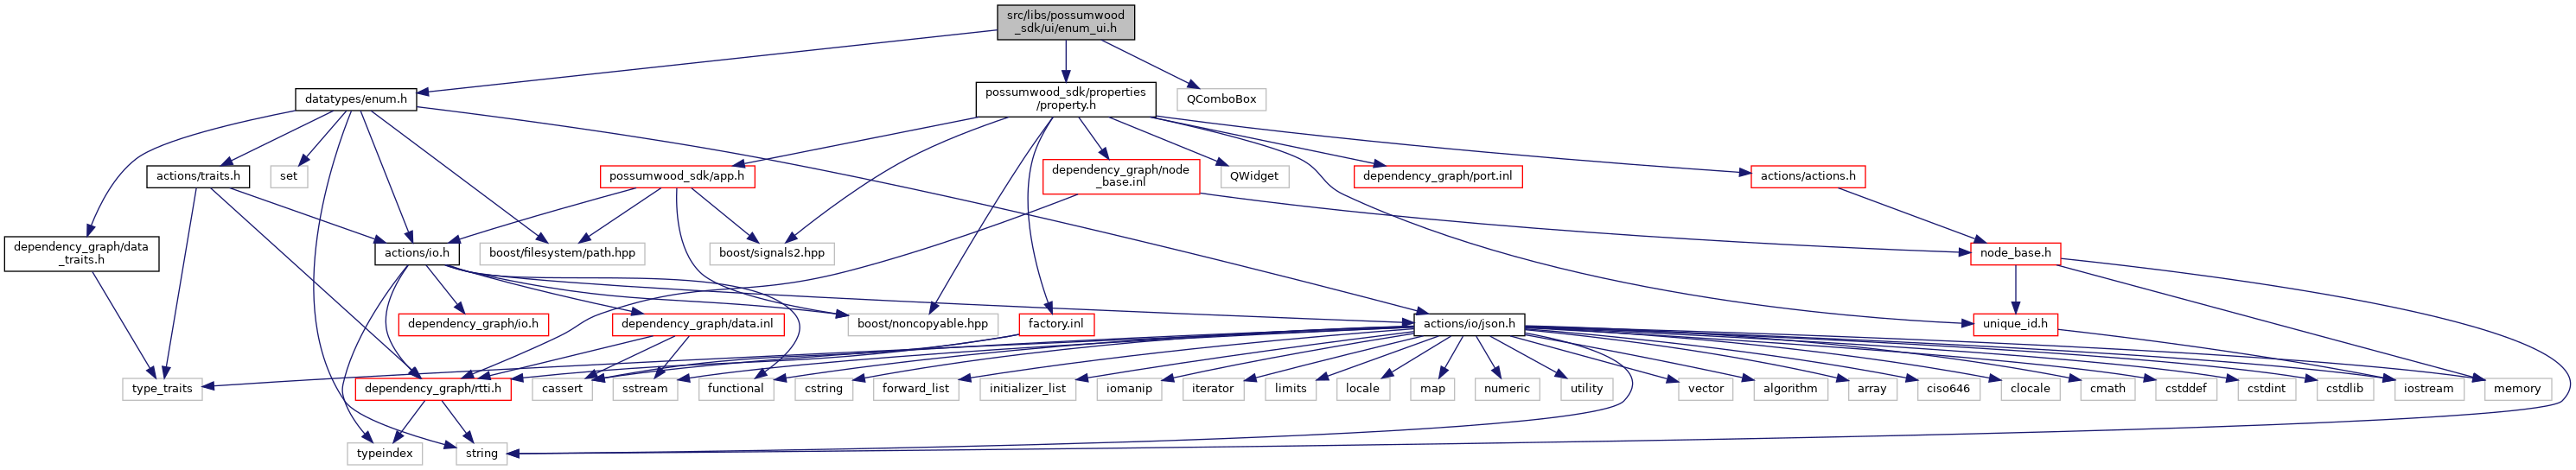 src/libs/possumwood
_sdk/ui/enum_ui.h
datatypes/enum.h
possumwood_sdk/properties
/property.h
QComboBox
actions/traits.h
set
possumwood_sdk/app.h
dependency_graph/node
_base.inl
QWidget
dependency_graph/port.inl
actions/actions.h
dependency_graph/data
_traits.h
actions/io.h
boost/filesystem/path.hpp
boost/signals2.hpp
node_base.h
dependency_graph/io.h
dependency_graph/data.inl
boost/noncopyable.hpp
factory.inl
actions/io/json.h
unique_id.h
type_traits
dependency_graph/rtti.h
cassert
sstream
functional
cstring
forward_list
initializer_list
iomanip
iterator
limits
locale
map
numeric
utility
vector
algorithm
array
ciso646
clocale
cmath
cstddef
cstdint
cstdlib
iostream
memory
typeindex
string